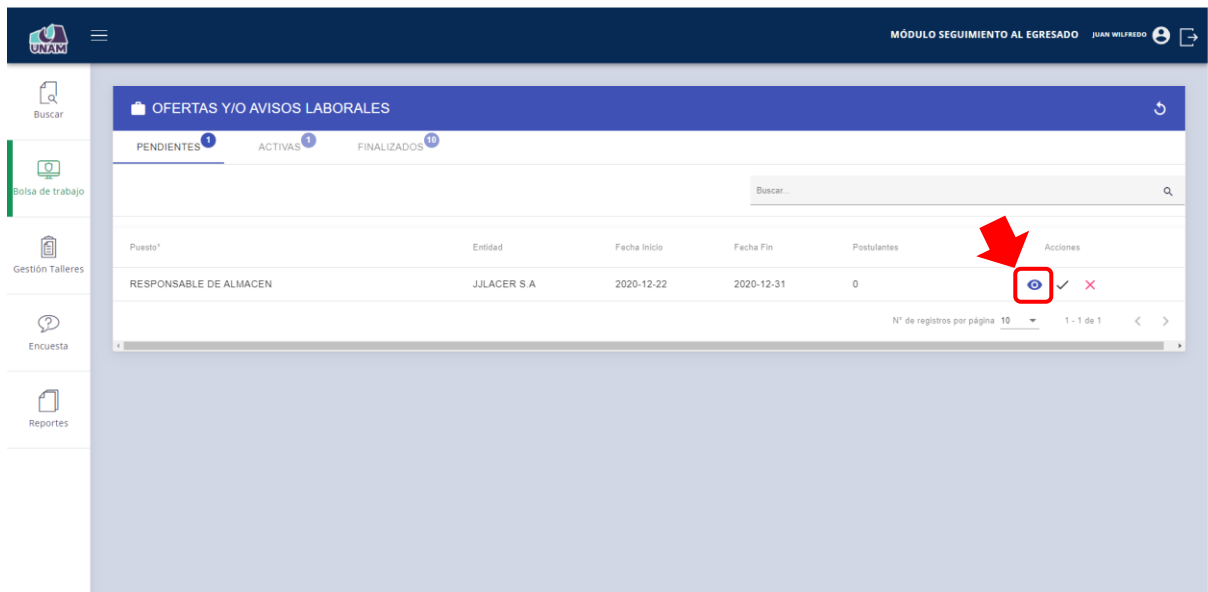 UNAM
MÓDULO SEGUIMIENTO AL EGRESADO JUAN WILFREDO
Buscar
Bolsa de trabajo
Gestión Talleres
Encuesta
Reportes
OFERTAS Y/O AVISOS LABORALES
PENDIENTES 1 ACTIVAS 1 FINALIZADOS 10
Buscar...
Puesto* Entidad Fecha Inicio Fecha Fin Postulantes Acciones
RESPONSABLE DE ALMACEN JJLACER S.A 2020-12-22 2020-12-31 0
N° de registros por página 10 1 - 1 de 1